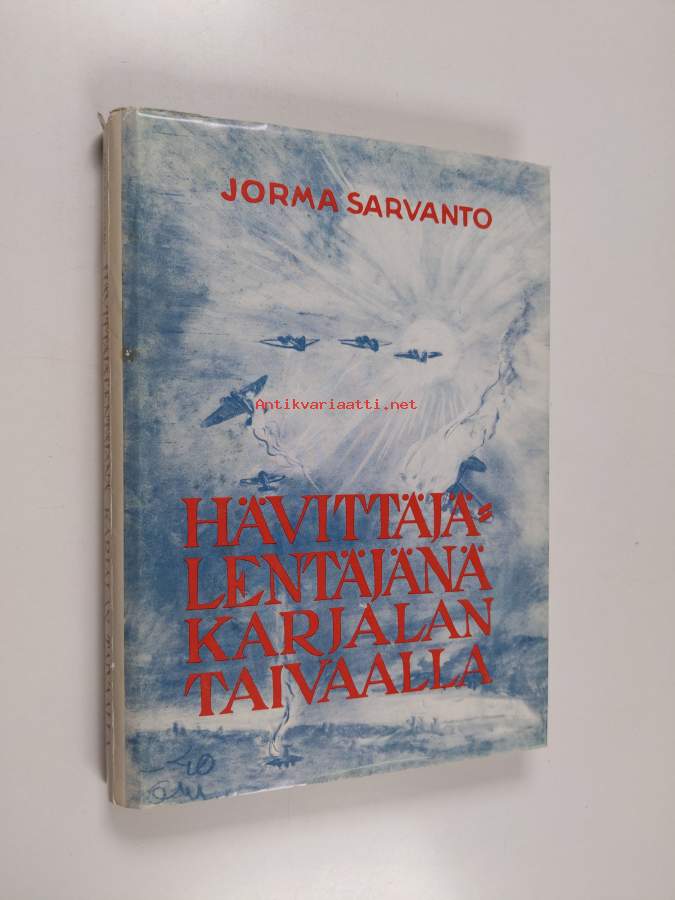 JORMA SARVANTO
Antikvariaatti.net
HÄVITTÄJÄ=
LENTÄJÄNÄ
KARJALAN
TAIVAALLA